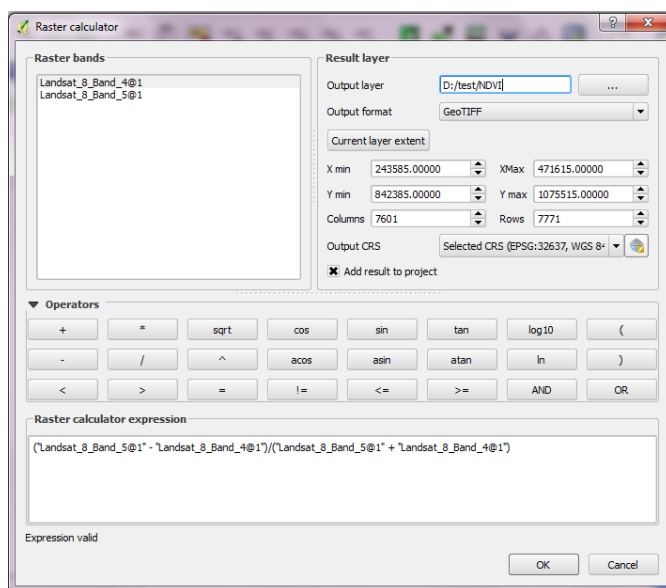 Raster calculator
Raster bands
Landsat_8_Band_4@1
Landsat_8_Band_5@1
Result layer
Output layer D:/test/NDVI ...
Output format GeoTIFF
Current layer extent
X min 243585.00000 XMax 471615.00000
Y min 842385.00000 Y max 1075515.00000
Columns 7601 Rows 7771
Output CRS Selected CRS (EPSG:32637, WGS 84
Add result to project
Operators
+ * sqrt cos sin tan log10 (
- / ^ acos asin atan ln )
< > = != <= >= AND OR
Raster calculator expression
("Landsat_8_Band_5@1" - "Landsat_8_Band_4@1")/("Landsat_8_Band_5@1" + "Landsat_8_Band_4@1")
Expression valid
OK Cancel